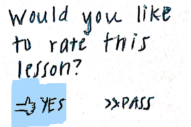 Would you like
to rate this
lesson?
YES >>PASS